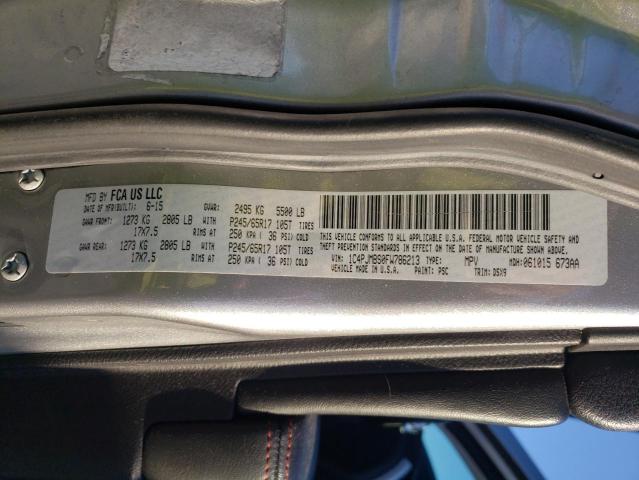 MFD BY FCA US LLC
DATE OF MFR(BUILT): 6-15 GVWR: 2495 KG 5500 LB
GAWR FRONT: 1273 KG 2805 LB WITH P245/65R17 105T TIRES
17X7.5 RIMS AT 250 KPA ( 36 PSI) COLD
GAWR REAR: 1273 KG 2805 LB WITH P245/65R17 105T TIRES
17X7.5 RIMS AT 250 KPA ( 36 PSI) COLD
THIS VEHICLE CONFORMS TO ALL APPLICABLE U.S.A. FEDERAL MOTOR
VEHICLE SAFETY, BUMPER, AND THEFT PREVENTION STANDARDS
IN EFFECT ON THE DATE OF MANUFACTURE SHOWN ABOVE.
VIN: 1C4PJMBS0FW786213 TYPE: MPV MDH: 061015 673AA
VEHICLE MADE IN U.S.A. PAINT: PSC TRIM: DSX9